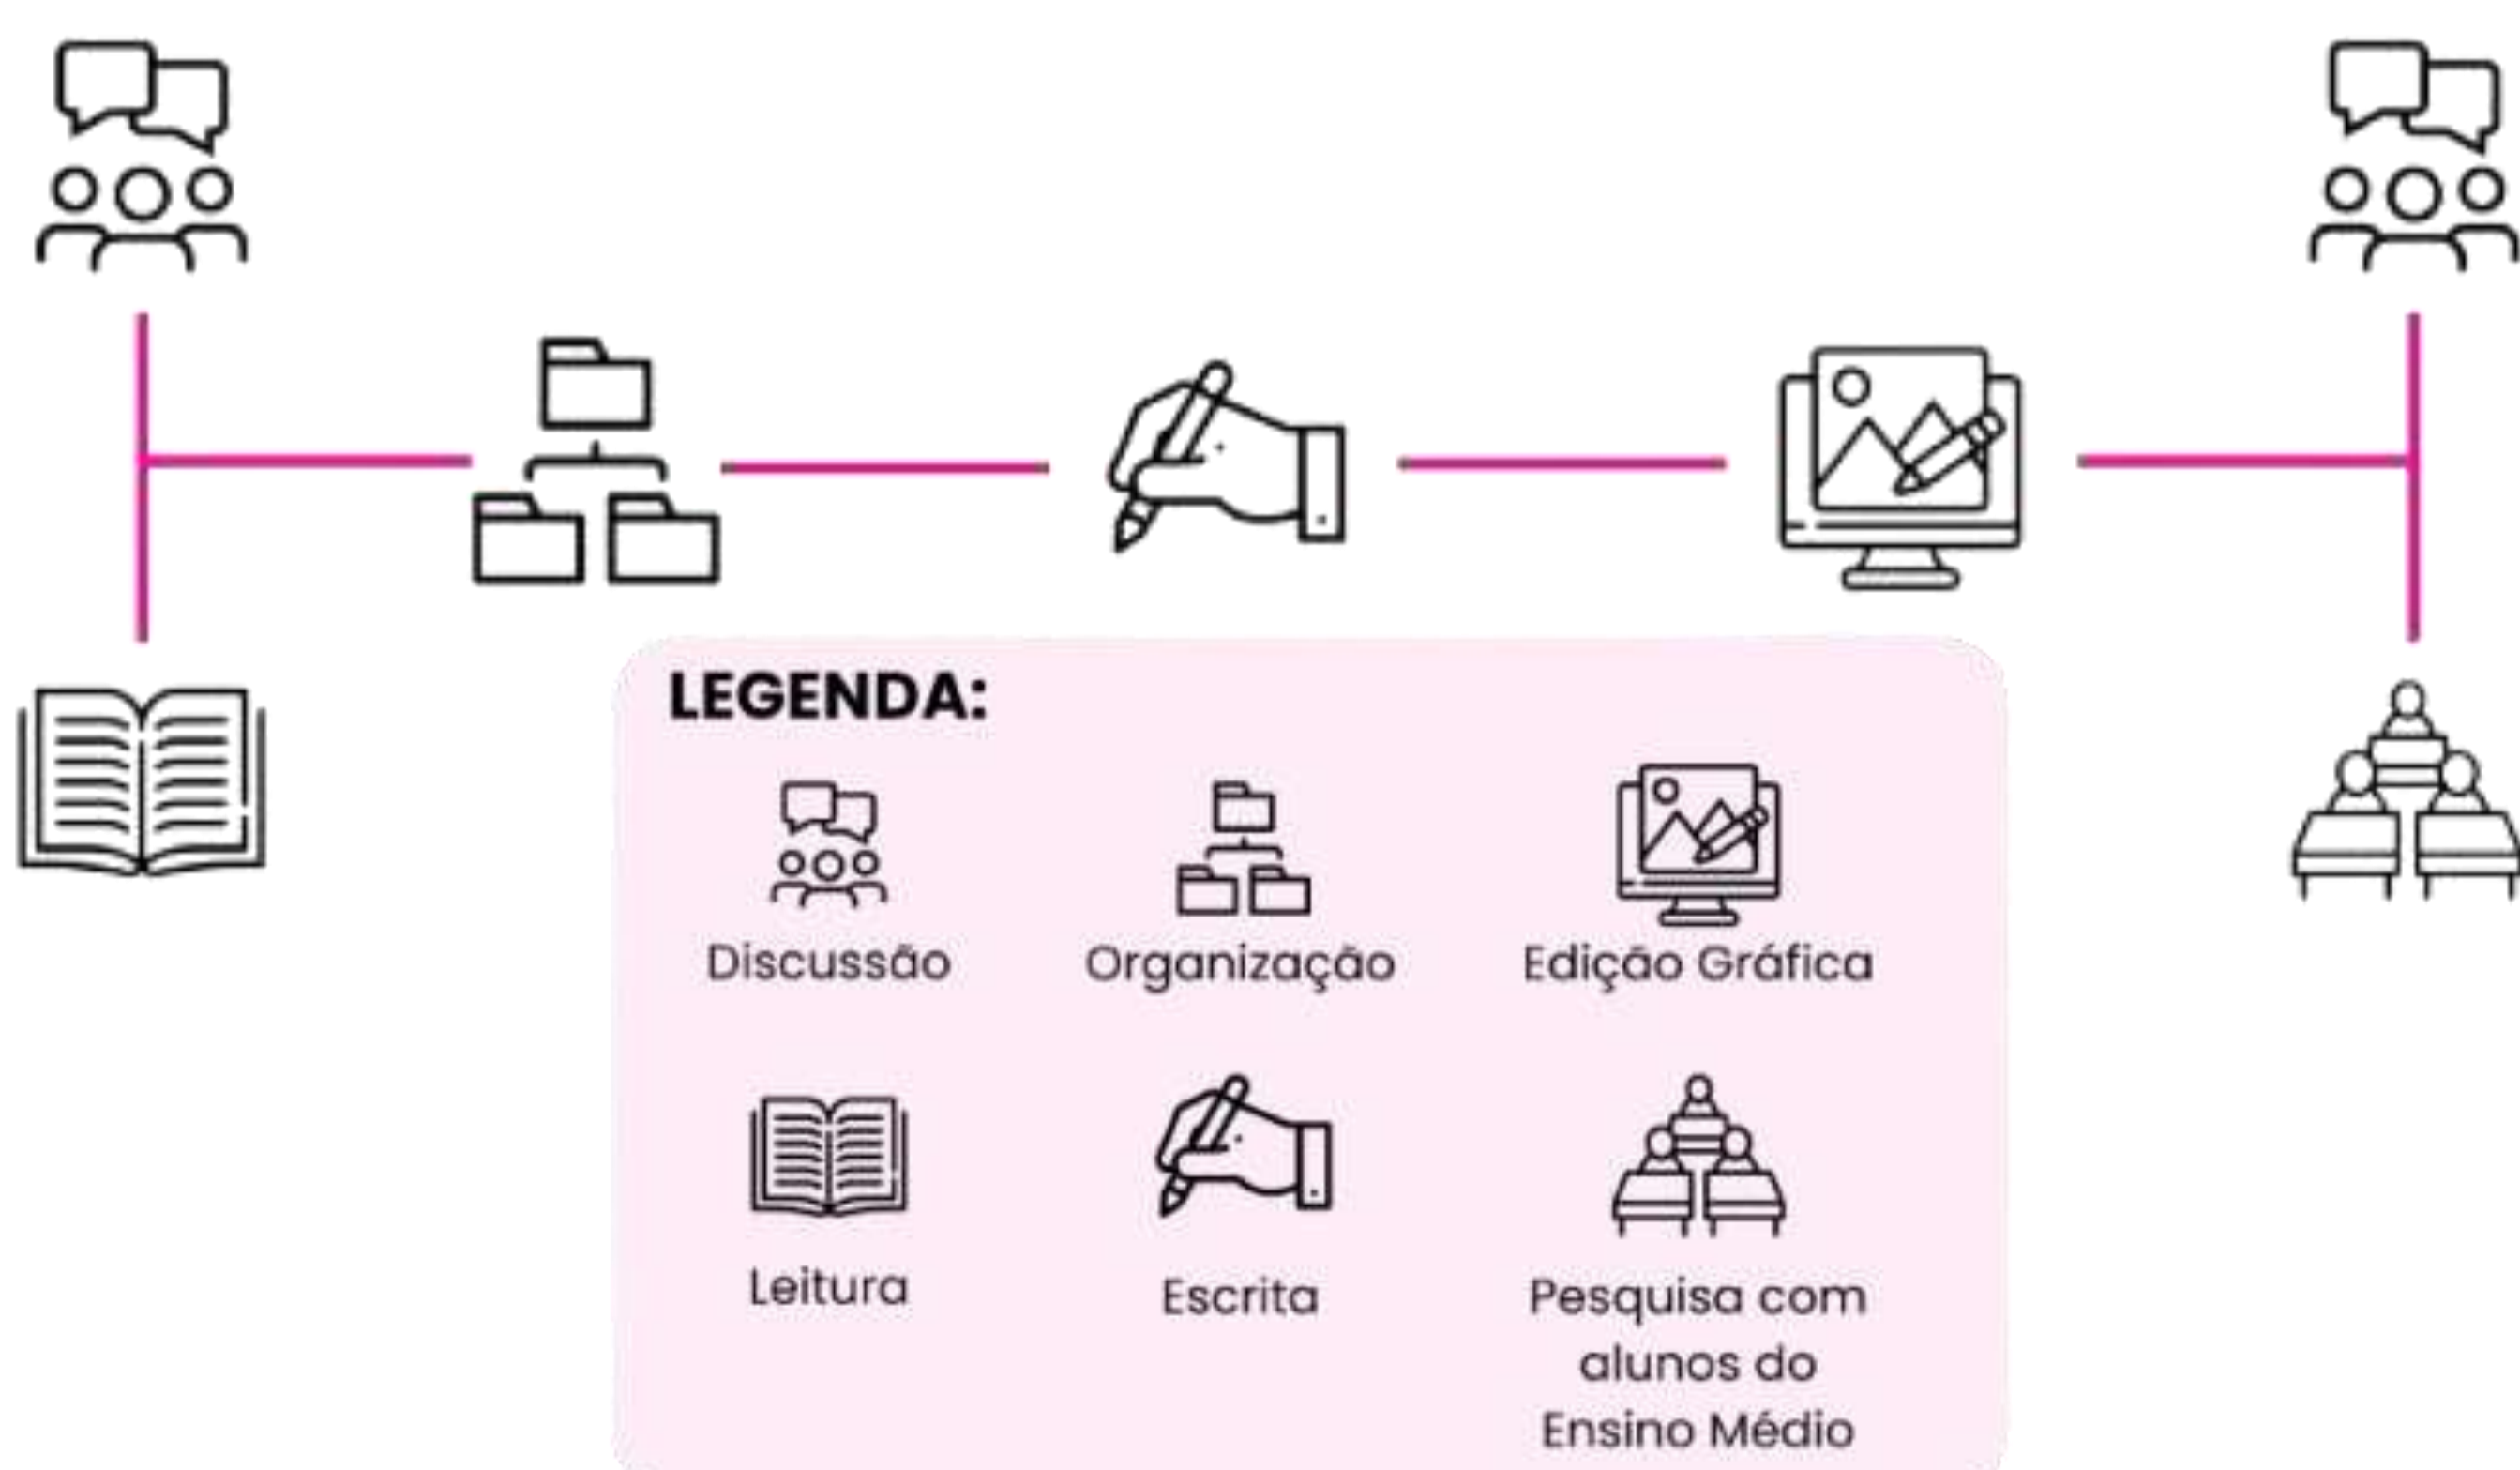 LEGENDA:
Discussão
Organização
Edição Gráfica
Leitura
Escrita
Pesquisa com
alunos do
Ensino Médio